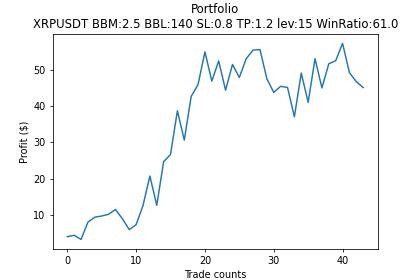 Portfolio
XRPUSDT BBM:2.5 BBL:140 SL:0.8 TP:1.2 lev:15 WinRatio:61.0
Profit ($)
50
40
30
20
10
0
10
20
30
40
Trade counts